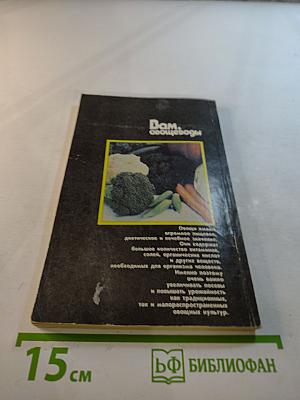 Вам,
овощеводы
Овощи имеют
огромное пищевое,
диетическое и лечебное значение.
Они содержат
большое количество витаминов,
солей, органических кислот
и других веществ,
необходимых для организма человека.
Именно поэтому
очень важно
увеличивать посевы
и повышать урожайность
как традиционных,
так и малораспространенных
овощных культур.
15 см
БФ БИБЛИОФАН